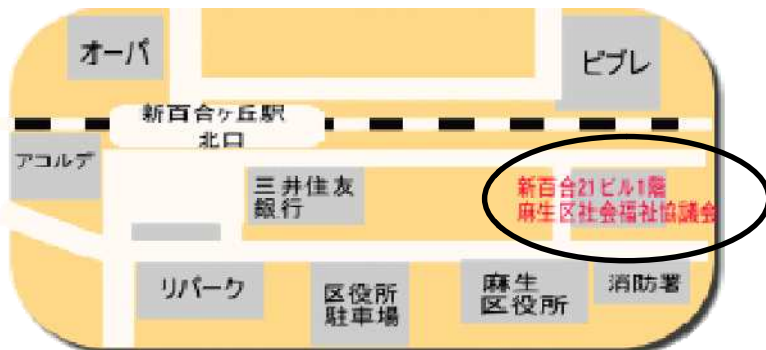 オーパ
ビブレ
新百合ヶ丘駅
北口
アコルデ
三井住友
銀行
新百合21ビル1階
麻生区社会福祉協議会
リパーク
区役所
駐車場
麻生
区役所
消防署